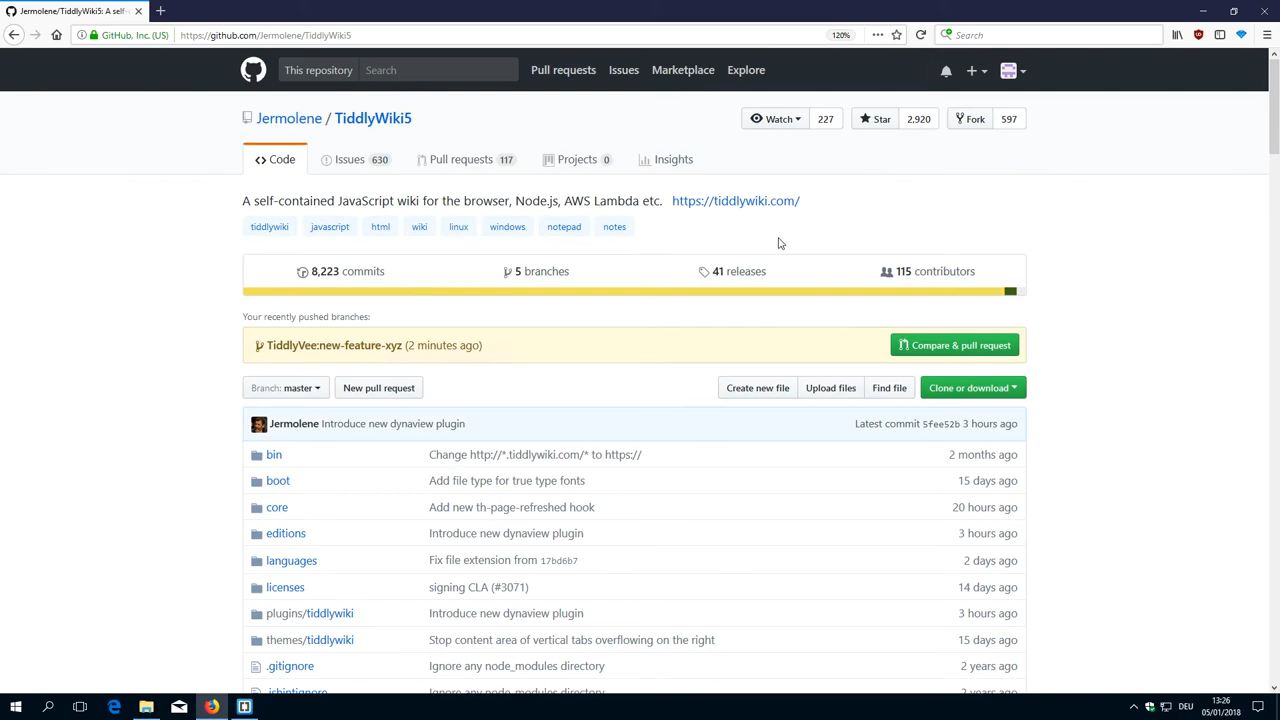 Jermolene/TiddlyWiki5: A self-c
GitHub, Inc. (US)
https://github.com/Jermolene/TiddlyWiki5
120%
Search
This repository
Search
Pull requests
Issues
Marketplace
Explore
Jermolene / TiddlyWiki5
Watch 227
Star 2,920
Fork 597
Code
Issues 630
Pull requests 117
Projects 0
Insights
A self-contained JavaScript wiki for the browser, Node.js, AWS Lambda etc. https://tiddlywiki.com/
tiddlywiki javascript html wiki linux windows notepad notes
8,223 commits
5 branches
41 releases
115 contributors
Your recently pushed branches:
TiddlyVee:new-feature-xyz (2 minutes ago)
Compare & pull request
Branch: master
New pull request
Create new file
Upload files
Find file
Clone or download
Jermolene Introduce new dynaview plugin Latest commit 5fee52b 3 hours ago
bin Change http://*.tiddlywiki.com/* to https:// 2 months ago
boot Add file type for true type fonts 15 days ago
core Add new th-page-refreshed hook 20 hours ago
editions Introduce new dynaview plugin 3 hours ago
languages Fix file extension from 17bd6b7 2 days ago
licenses signing CLA (#3071) 14 days ago
plugins/tiddlywiki Introduce new dynaview plugin 3 hours ago
themes/tiddlywiki Stop content area of vertical tabs overflowing on the right 15 days ago
.gitignore Ignore any node_modules directory 2 years ago
.jshintignore Ignore any node_modules directory 2 years ago
DEU
13:26
05/01/2018